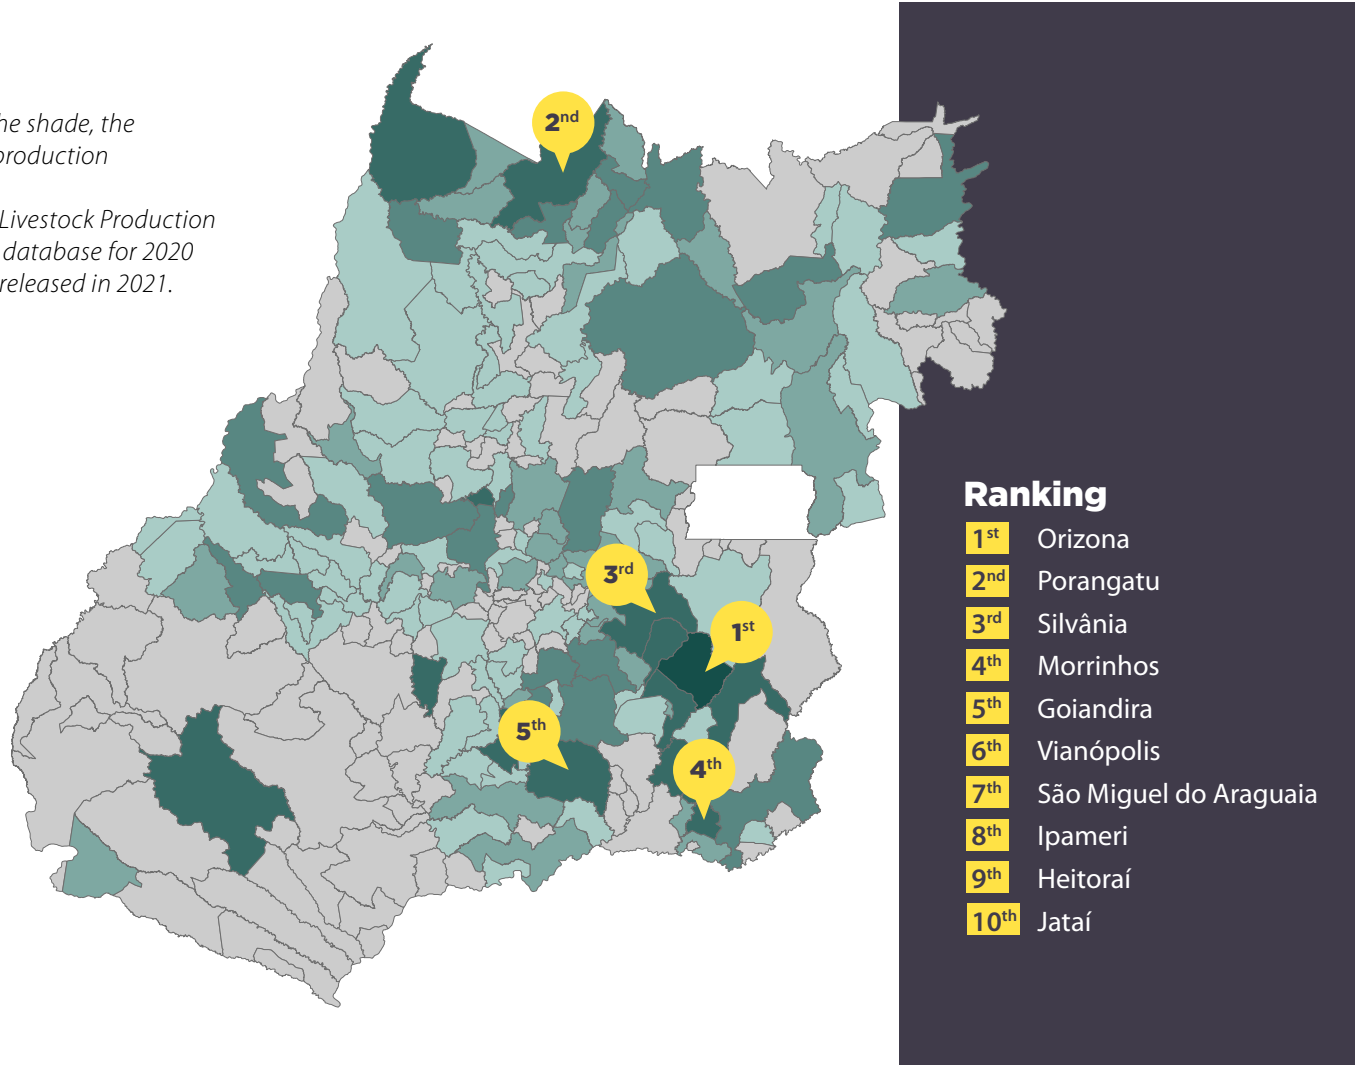 he shade, the
production
Livestock Production
database for 2020
released in 2021.
2nd
3rd
1st
5th
4th
Ranking
1st Orizona
2nd Porangatu
3rd Silvânia
4th Morrinhos
5th Goiandira
6th Vianópolis
7th São Miguel do Araguaia
8th Ipameri
9th Heitoraí
10th Jataí